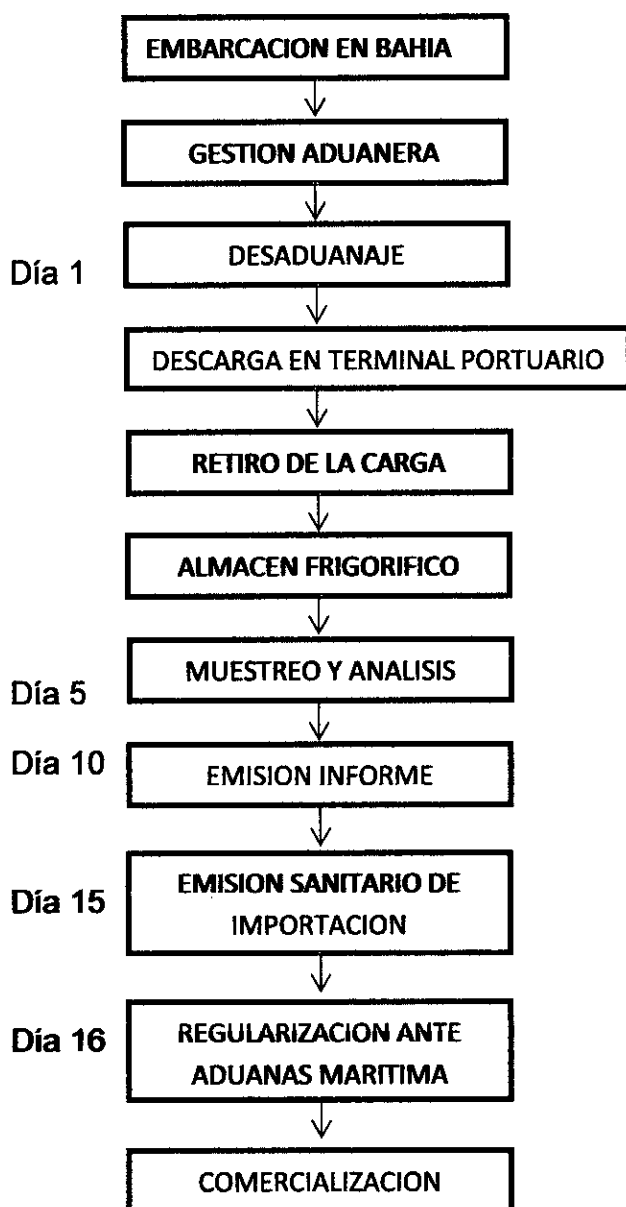 EMBARCACION EN BAHIA
GESTION ADUANERA
Día 1
DESADUANAJE
DESCARGA EN TERMINAL PORTUARIO
RETIRO DE LA CARGA
ALMACEN FRIGORIFICO
MUESTREO Y ANALISIS
Día 5
Día 10
EMISION INFORME
EMISION SANITARIO DE
Día 15
IMPORTACION
Día 16
REGULARIZACION ANTE
ADUANAS MARITIMA
COMERCIALIZACION